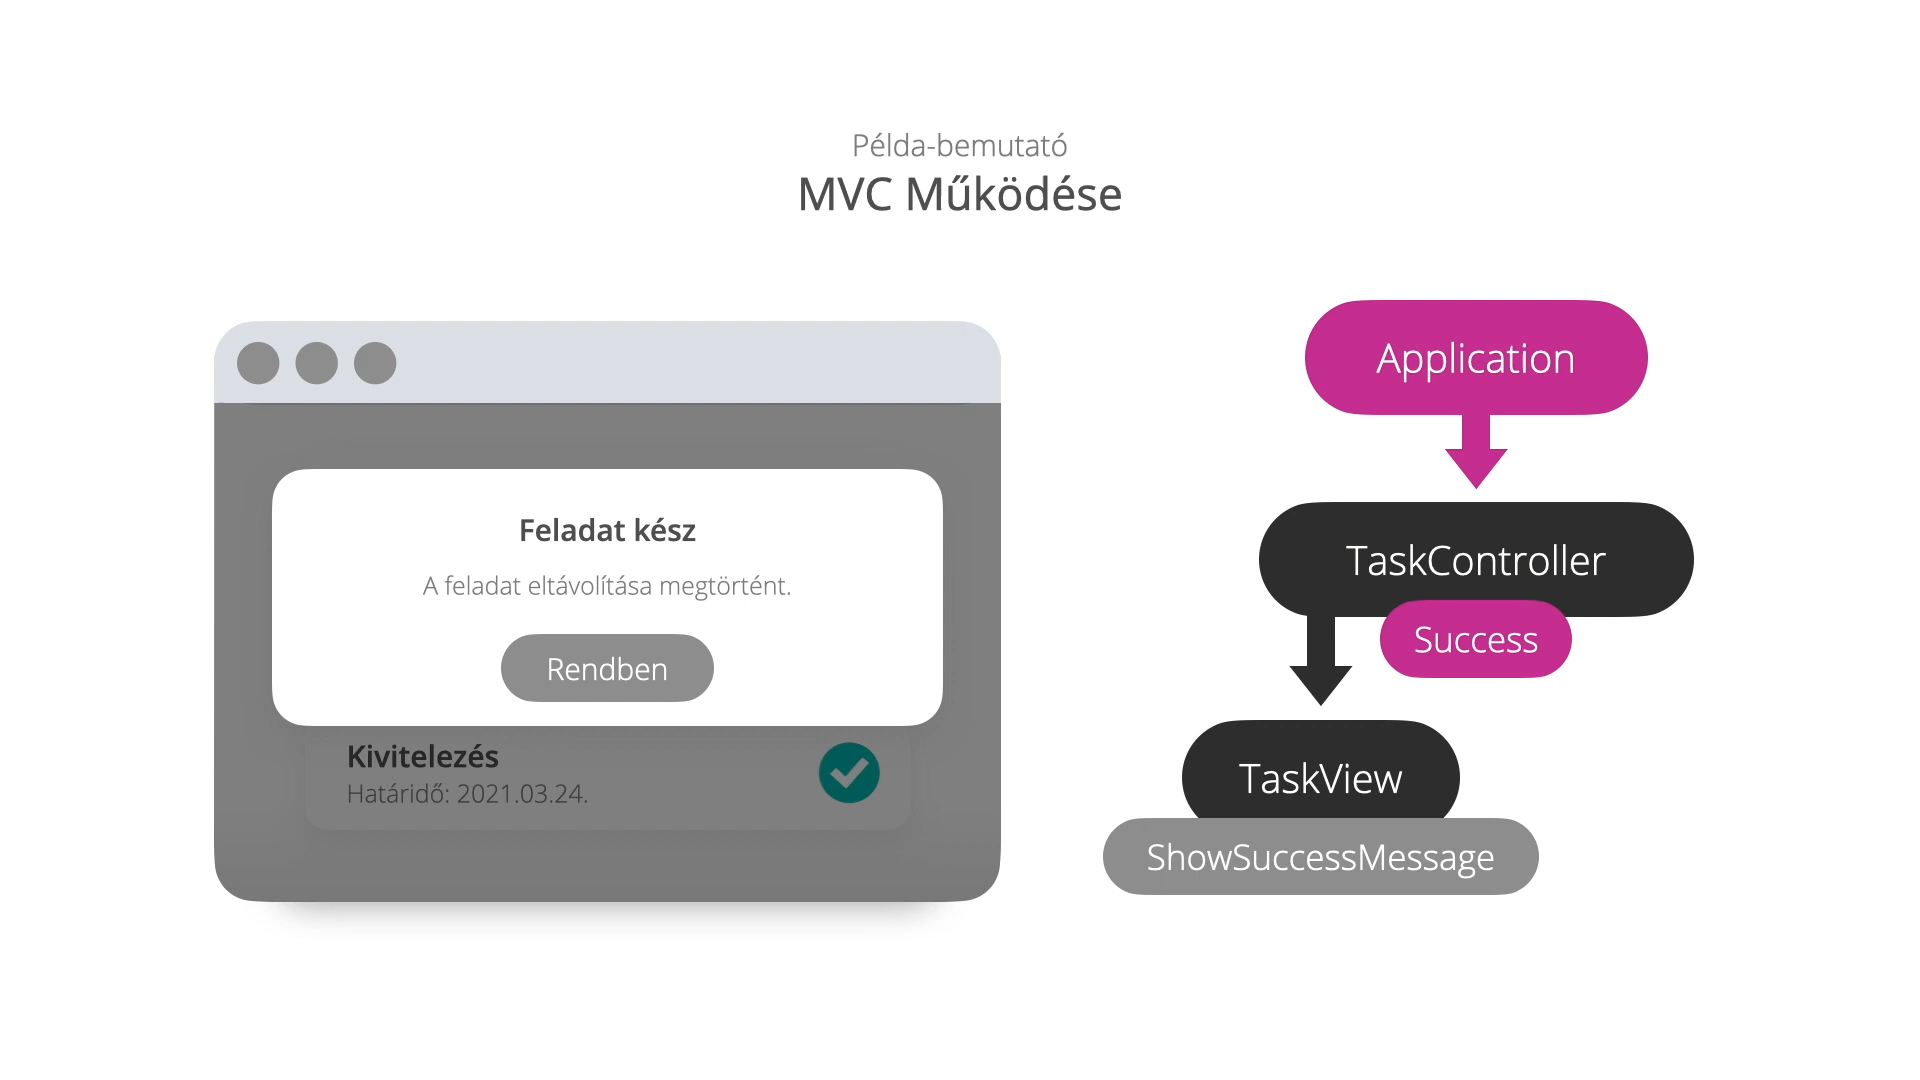 Példa-bemutató
MVC Működése
Feladat kész
A feladat eltávolítása megtörtént.
Rendben
Kivitelezés
Határidő: 2021.03.24.
Application
TaskController
Success
TaskView
ShowSuccessMessage